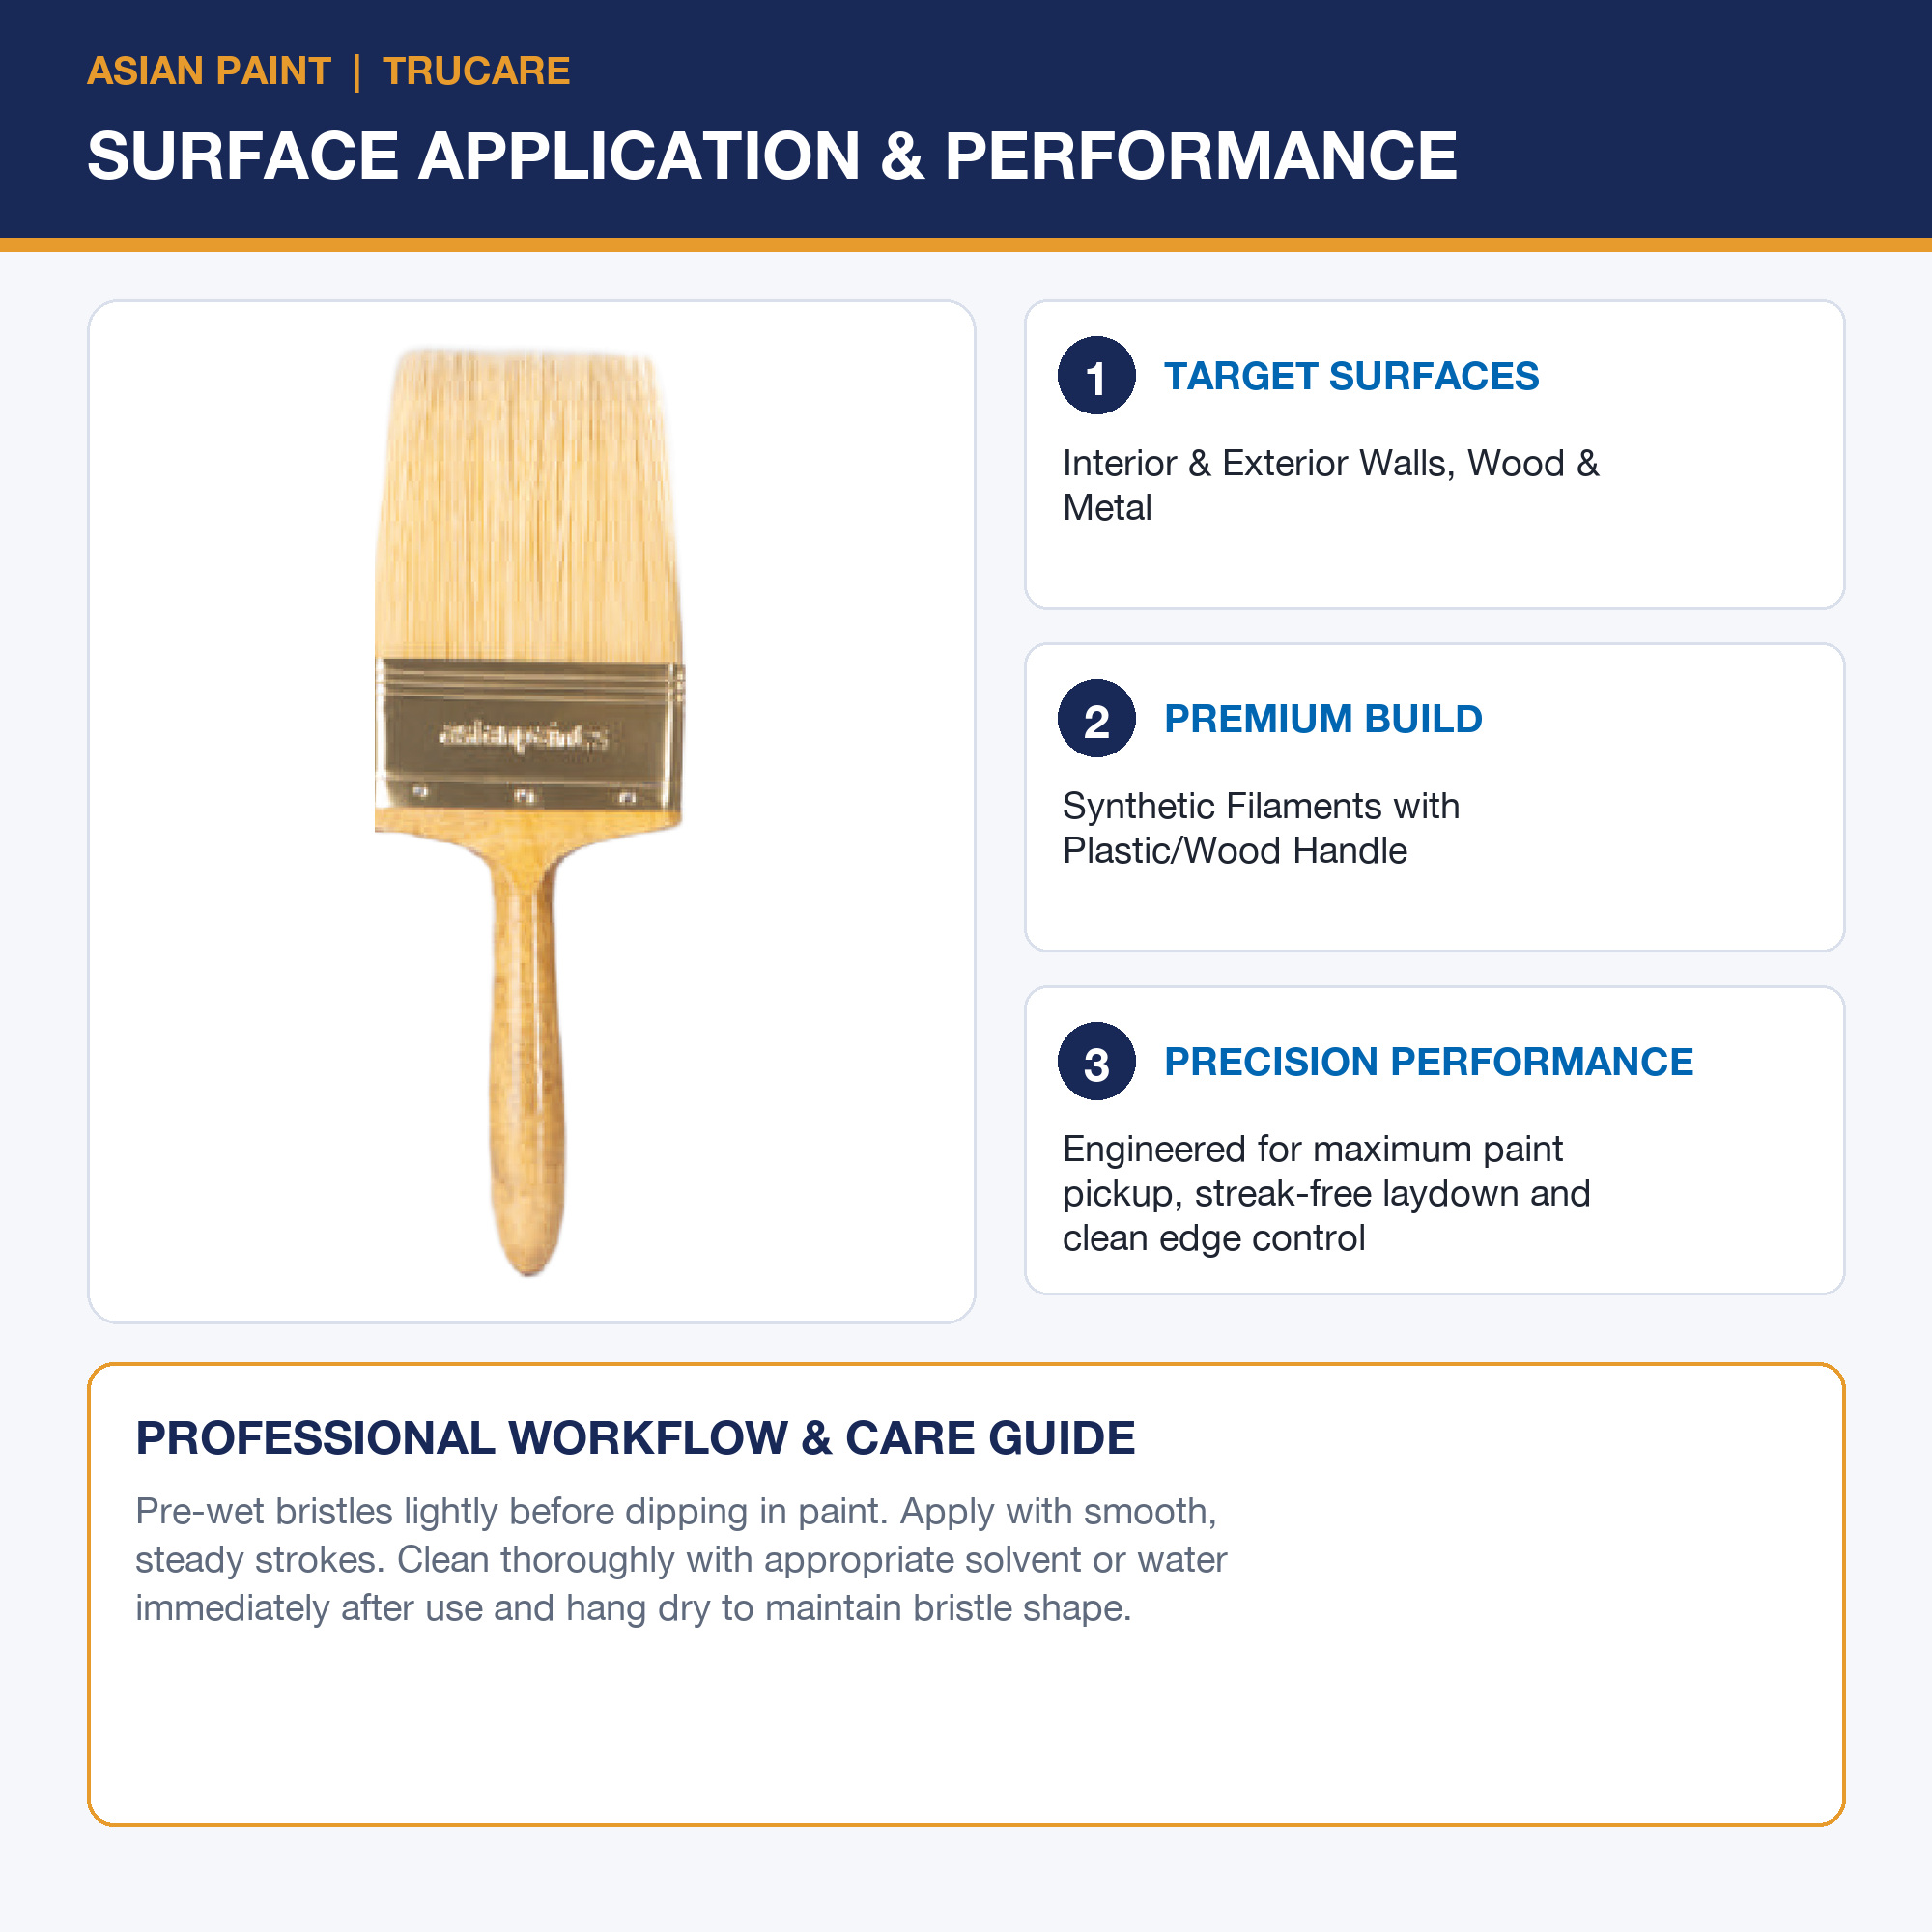 ASIAN PAINT | TRUCARE
SURFACE APPLICATION & PERFORMANCE
asianpaints
1 TARGET SURFACES
Interior & Exterior Walls, Wood &
Metal
2 PREMIUM BUILD
Synthetic Filaments with
Plastic/Wood Handle
3 PRECISION PERFORMANCE
Engineered for maximum paint
pickup, streak-free laydown and
clean edge control
PROFESSIONAL WORKFLOW & CARE GUIDE
Pre-wet bristles lightly before dipping in paint. Apply with smooth,
steady strokes. Clean thoroughly with appropriate solvent or water
immediately after use and hang dry to maintain bristle shape.